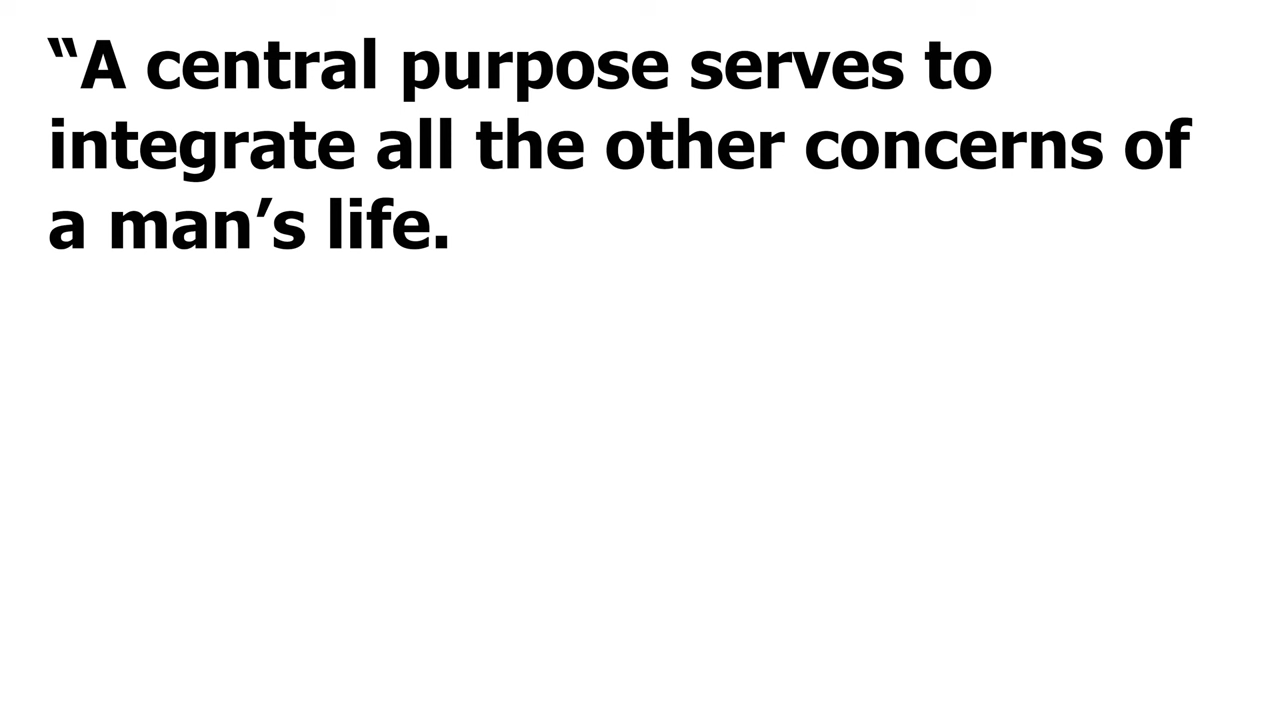 “A central purpose serves to
integrate all the other concerns of
a man’s life.